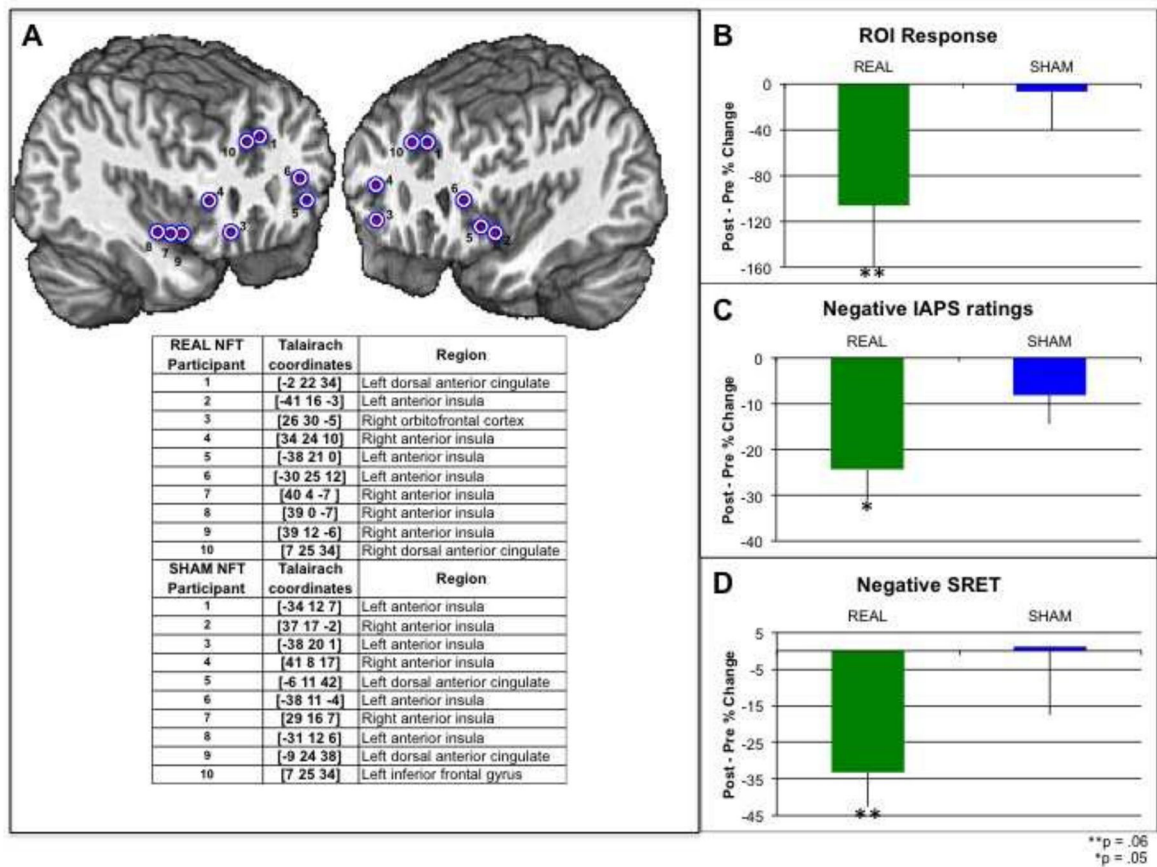 A
10
1
6
4
5
3
8
7
9
10
1
4
6
3
5
2
REAL NFT Participant | Talairach coordinates | Region
1 | [-2 22 34] | Left dorsal anterior cingulate
2 | [-41 16 -3] | Left anterior insula
3 | [26 30 -5] | Right orbitofrontal cortex
4 | [34 24 10] | Right anterior insula
5 | [-38 21 0] | Left anterior insula
6 | [-30 25 12] | Left anterior insula
7 | [40 4 -7 ] | Right anterior insula
8 | [39 0 -7] | Right anterior insula
9 | [39 12 -6] | Right anterior insula
10 | [7 25 34] | Right dorsal anterior cingulate
SHAM NFT Participant | Talairach coordinates | Region
1 | [-34 12 7] | Left anterior insula
2 | [37 17 -2] | Right anterior insula
3 | [-38 20 1] | Left anterior insula
4 | [41 8 17] | Right anterior insula
5 | [-6 11 42] | Left dorsal anterior cingulate
6 | [-38 11 -4] | Left anterior insula
7 | [29 16 7] | Right anterior insula
8 | [-31 12 6] | Left anterior insula
9 | [-9 24 38] | Left dorsal anterior cingulate
10 | [7 25 34] | Left inferior frontal gyrus
B
ROI Response
REAL SHAM
Post - Pre % Change
0
-40
-80
-120
-160
**
C
Negative IAPS ratings
REAL SHAM
Post - Pre % Change
0
-10
-20
-30
-40
*
D
Negative SRET
REAL SHAM
Post - Pre % Change
5
-5
-15
-25
-35
-45
**
**p = .06
*p = .05